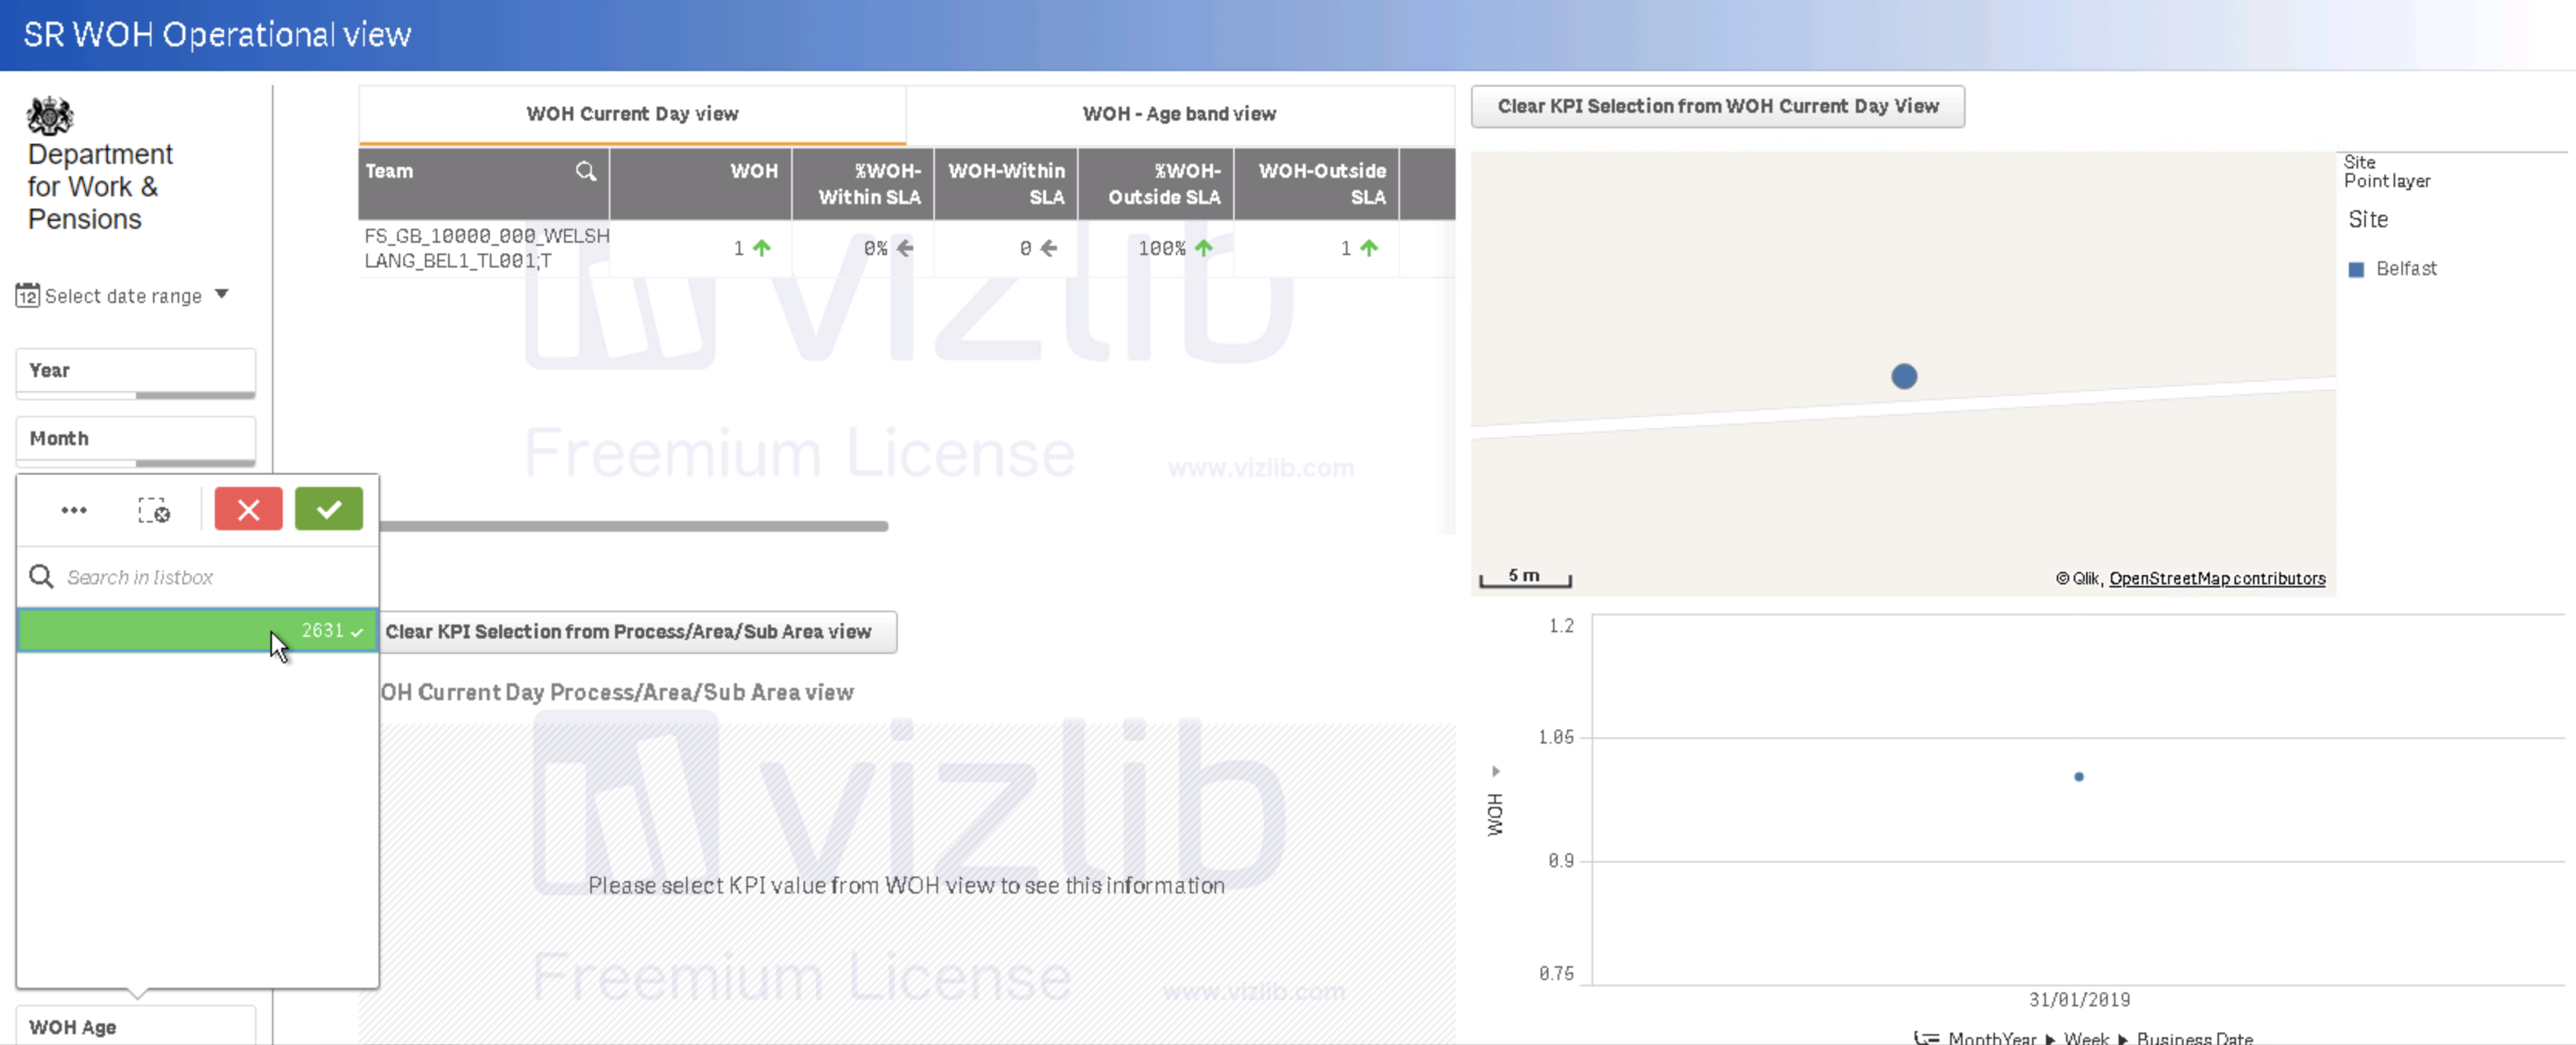 SR WOH Operational view
Department
for Work &
Pensions
12 Select date range
Year
Month
Search in listbox
2631
WOH Age
WOH Current Day view
WOH - Age band view
Team
WOH
%WOH-
Within SLA
WOH-Within
SLA
%WOH-
Outside SLA
WOH-Outside
SLA
FS_GB_10000_000_WELSH
LANG_BEL1_TL001;T
1
0%
0
100%
1
vizlib
Freemium License
www.vizlib.com
Clear KPI Selection from Process/Area/Sub Area view
OH Current Day Process/Area/Sub Area view
vizlib
Please select KPI value from WOH view to see this information
Freemium License
www.vizlib.com
Clear KPI Selection from WOH Current Day View
Site
Point layer
Site
Belfast
5 m
© Qlik, OpenStreetMap contributors
1.2
1.05
0.9
0.75
WOH
31/01/2019
MonthYear ▶ Week ▶ Business Date